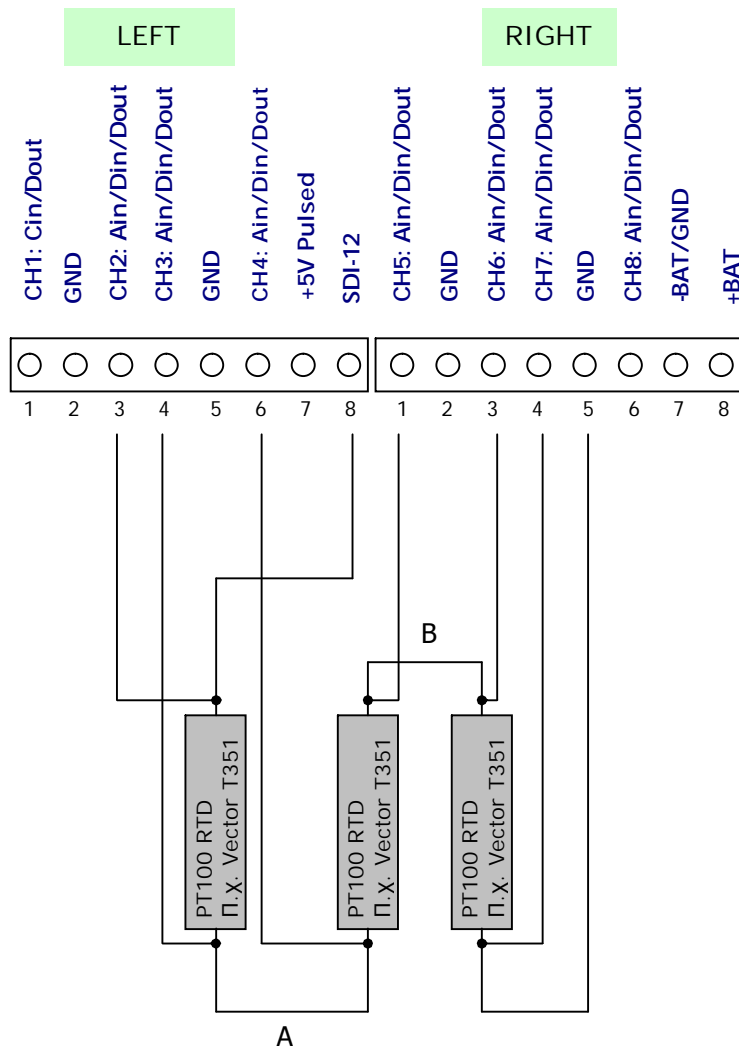 LEFT
RIGHT
CH1: Cin/Dout
GND
CH2: Ain/Din/Dout
CH3: Ain/Din/Dout
GND
CH4: Ain/Din/Dout
+5V Pulsed
SDI-12
CH5: Ain/Din/Dout
GND
CH6: Ain/Din/Dout
CH7: Ain/Din/Dout
GND
CH8: Ain/Din/Dout
-BAT/GND
+BAT
1 2 3 4 5 6 7 8 1 2 3 4 5 6 7 8
B
PT100 RTD
Π.χ. Vector T351
PT100 RTD
Π.χ. Vector T351
PT100 RTD
Π.χ. Vector T351
A